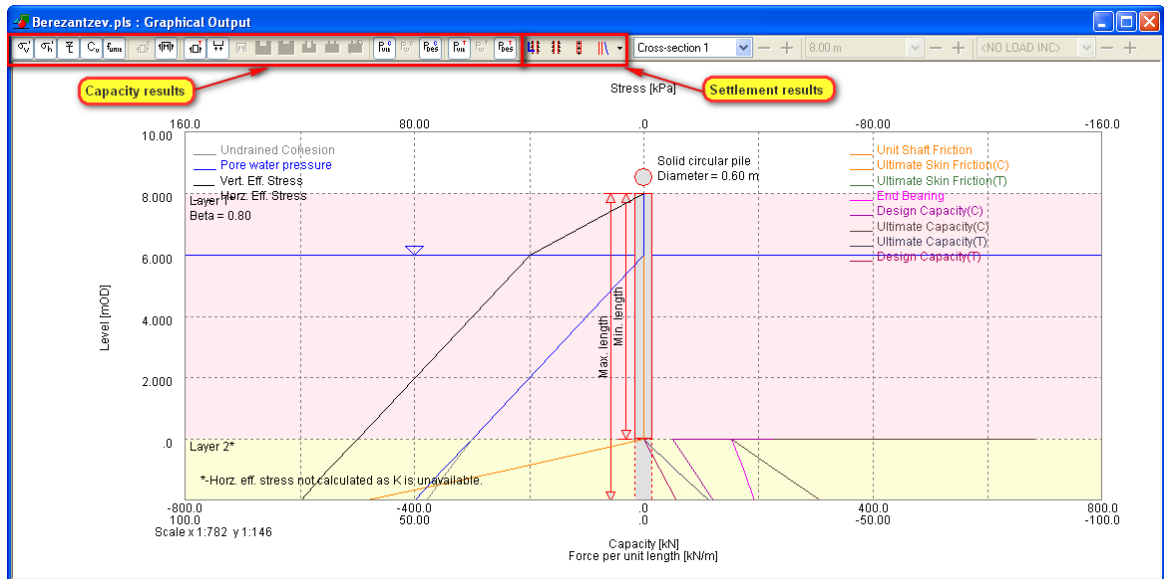 Berezantzev.pls : Graphical Output
Cross-section 1
8.00 m
<NO LOAD INC>
Capacity results
Settlement results
Stress [kPa]
160.0
80.00
.0
-80.00
-160.0
10.00
8.000
6.000
4.000
2.000
.0
Level [mOD]
Undrained Cohesion
Pore water pressure
Vert. Eff. Stress
Horz. Eff. Stress
Layer 1*
Beta = 0.80
Solid circular pile
Diameter = 0.60 m
Unit Shaft Friction
Ultimate Skin Friction(C)
Ultimate Skin Friction(T)
End Bearing
Design Capacity(C)
Ultimate Capacity(C)
Ultimate Capacity(T)
Design Capacity(T)
Max. length
Min. length
Layer 2*
*-Horz. eff. stress not calculated as K is unavailable.
-800.0
-400.0
.0
400.0
800.0
100.0
50.00
.0
-50.00
-100.0
Scale x 1:782 y 1:146
Capacity [kN]
Force per unit length [kN/m]